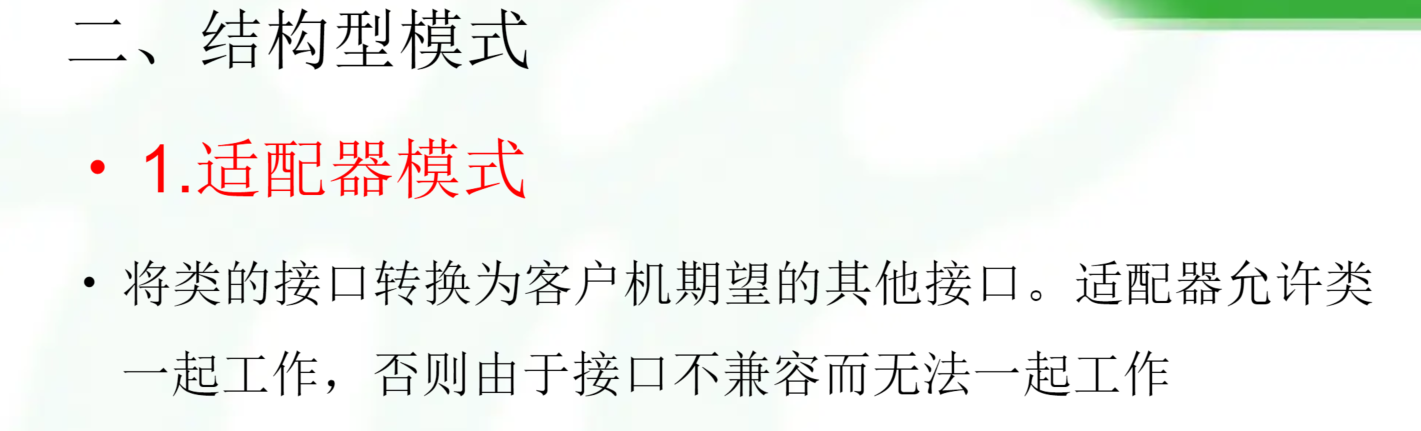 二、结构型模式
• 1.适配器模式
• 将类的接口转换为客户机期望的其他接口。适配器允许类
一起工作，否则由于接口不兼容而无法一起工作